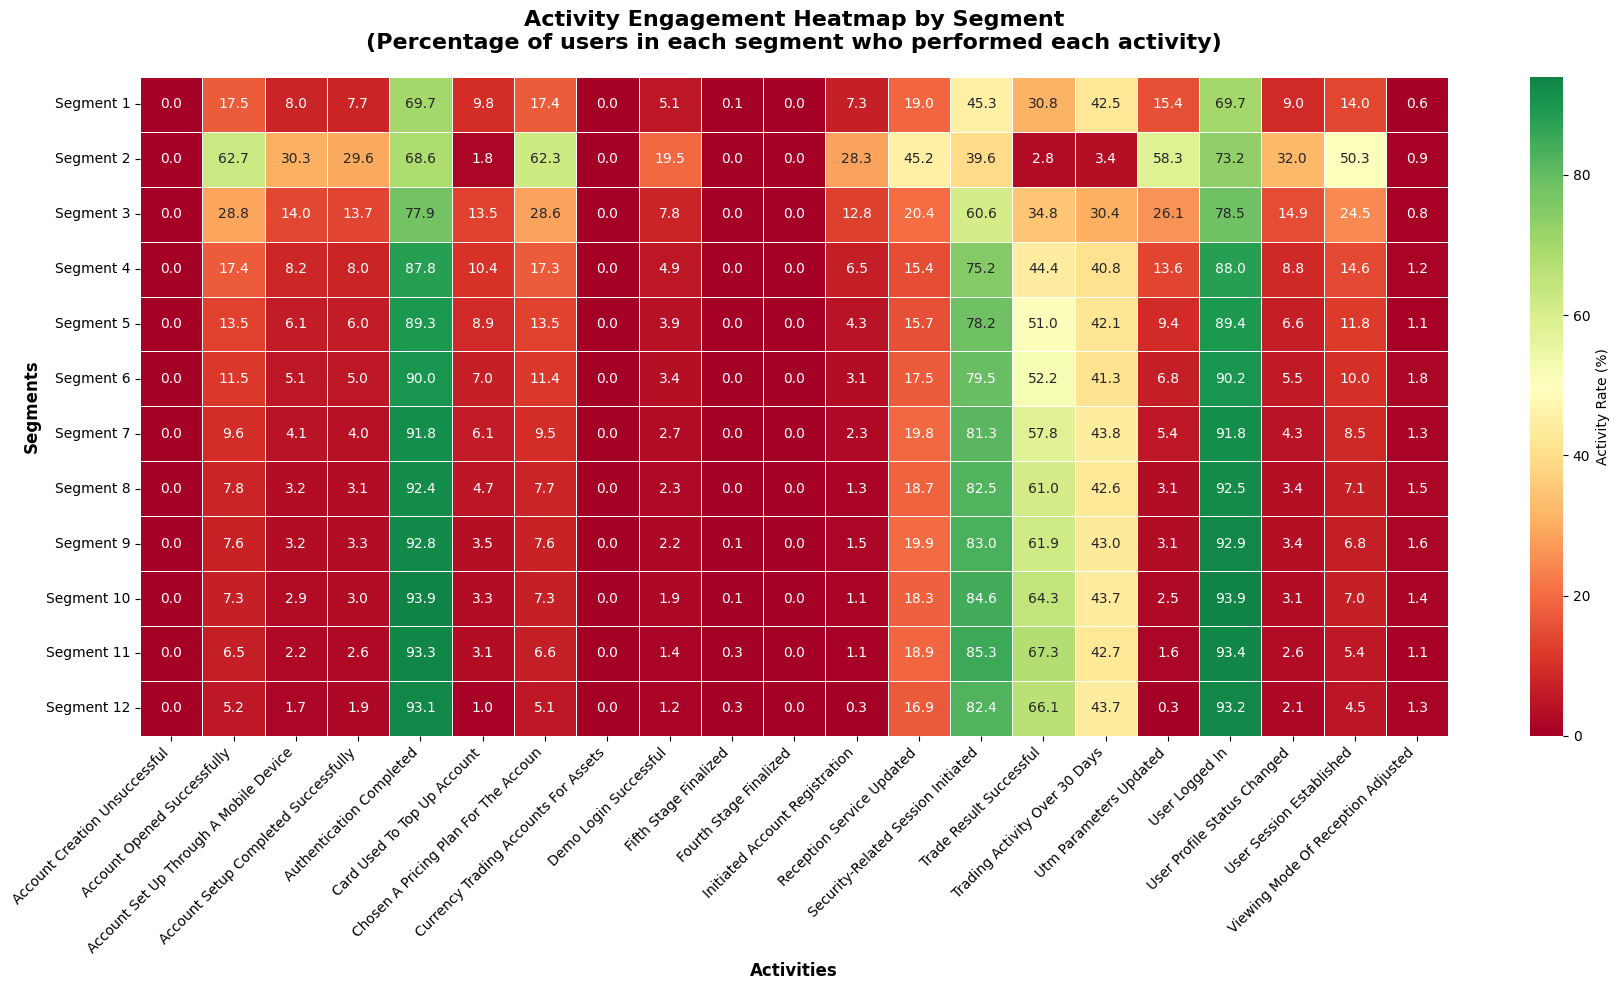 Activity Engagement Heatmap by Segment
(Percentage of users in each segment who performed each activity)
Segments
Segment 1 0.0 17.5 8.0 7.7 69.7 9.8 17.4 0.0 5.1 0.1 0.0 7.3 19.0 45.3 30.8 42.5 15.4 69.7 9.0 14.0 0.6
Segment 2 0.0 62.7 30.3 29.6 68.6 1.8 62.3 0.0 19.5 0.0 0.0 28.3 45.2 39.6 2.8 3.4 58.3 73.2 32.0 50.3 0.9
Segment 3 0.0 28.8 14.0 13.7 77.9 13.5 28.6 0.0 7.8 0.0 0.0 12.8 20.4 60.6 34.8 30.4 26.1 78.5 14.9 24.5 0.8
Segment 4 0.0 17.4 8.2 8.0 87.8 10.4 17.3 0.0 4.9 0.0 0.0 6.5 15.4 75.2 44.4 40.8 13.6 88.0 8.8 14.6 1.2
Segment 5 0.0 13.5 6.1 6.0 89.3 8.9 13.5 0.0 3.9 0.0 0.0 4.3 15.7 78.2 51.0 42.1 9.4 89.4 6.6 11.8 1.1
Segment 6 0.0 11.5 5.1 5.0 90.0 7.0 11.4 0.0 3.4 0.0 0.0 3.1 17.5 79.5 52.2 41.3 6.8 90.2 5.5 10.0 1.8
Segment 7 0.0 9.6 4.1 4.0 91.8 6.1 9.5 0.0 2.7 0.0 0.0 2.3 19.8 81.3 57.8 43.8 5.4 91.8 4.3 8.5 1.3
Segment 8 0.0 7.8 3.2 3.1 92.4 4.7 7.7 0.0 2.3 0.0 0.0 1.3 18.7 82.5 61.0 42.6 3.1 92.5 3.4 7.1 1.5
Segment 9 0.0 7.6 3.2 3.3 92.8 3.5 7.6 0.0 2.2 0.1 0.0 1.5 19.9 83.0 61.9 43.0 3.1 92.9 3.4 6.8 1.6
Segment 10 0.0 7.3 2.9 3.0 93.9 3.3 7.3 0.0 1.9 0.1 0.0 1.1 18.3 84.6 64.3 43.7 2.5 93.9 3.1 7.0 1.4
Segment 11 0.0 6.5 2.2 2.6 93.3 3.1 6.6 0.0 1.4 0.3 0.0 1.1 18.9 85.3 67.3 42.7 1.6 93.4 2.6 5.4 1.1
Segment 12 0.0 5.2 1.7 1.9 93.1 1.0 5.1 0.0 1.2 0.3 0.0 0.3 16.9 82.4 66.1 43.7 0.3 93.2 2.1 4.5 1.3
Account Creation Unsuccessful
Account Opened Successfully
Account Set Up Through A Mobile Device
Account Setup Completed Successfully
Authentication Completed
Card Used To Top Up Account
Chosen A Pricing Plan For The Accoun
Currency Trading Accounts For Assets
Demo Login Successful
Fifth Stage Finalized
Fourth Stage Finalized
Initiated Account Registration
Reception Service Updated
Security-Related Session Initiated
Trade Result Successful
Trading Activity Over 30 Days
Utm Parameters Updated
User Logged In
User Profile Status Changed
User Session Established
Viewing Mode Of Reception Adjusted
Activities
80
60
40
20
0
Activity Rate (%)